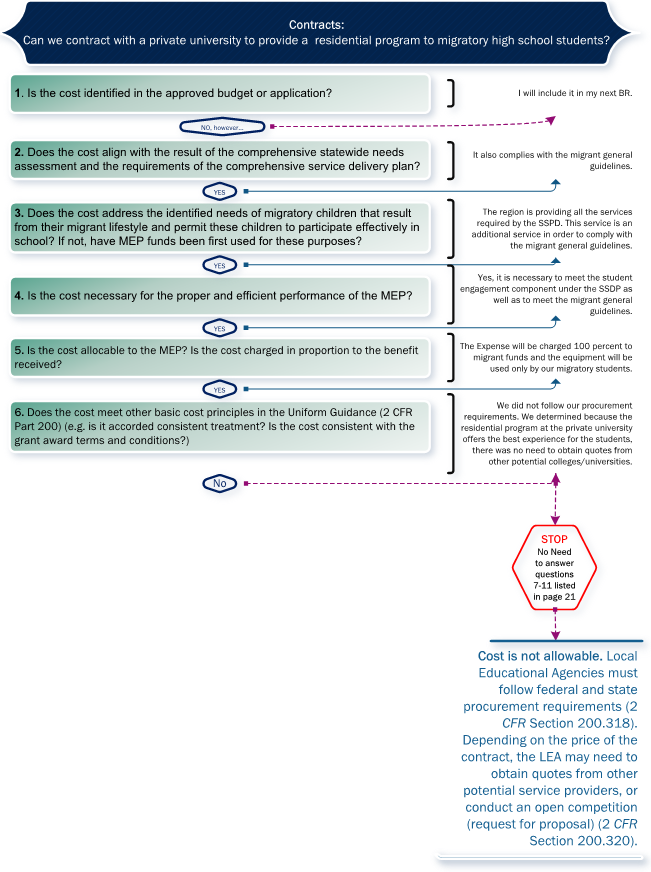 Contracts:
Can we contract with a private university to provide a residential program to migratory high school students?
1. Is the cost identified in the approved budget or application?
I will include it in my next BR.
NO, however...
2. Does the cost align with the result of the comprehensive statewide needs
assessment and the requirements of the comprehensive service delivery plan?
It also complies with the migrant general
guidelines.
YES
3. Does the cost address the identified needs of migratory children that result
from their migrant lifestyle and permit these children to participate effectively in
school? If not, have MEP funds been first used for these purposes?
The region is providing all the services
required by the SSPD. This service is an
additional service in order to comply with
the migrant general guidelines.
YES
4. Is the cost necessary for the proper and efficient performance of the MEP?
Yes, it is necessary to meet the student
engagement component under the SSDP as
well as to meet the migrant general
guidelines.
YES
5. Is the cost allocable to the MEP? Is the cost charged in proportion to the benefit
received?
The Expense will be charged 100 percent to
migrant funds and the equipment will be
used only by our migratory students.
YES
6. Does the cost meet other basic cost principles in the Uniform Guidance (2 CFR
Part 200) (e.g. is it accorded consistent treatment? Is the cost consistent with the
grant award terms and conditions?)
We did not follow our procurement
requirements. We determined because the
residential program at the private university
offers the best experience for the students,
there was no need to obtain quotes from
other potential colleges/universities.
No
STOP
No Need
to answer
questions
7-11 listed
in page 21
Cost is not allowable. Local
Educational Agencies must
follow federal and state
procurement requirements (2
CFR Section 200.318).
Depending on the price of the
contract, the LEA may need to
obtain quotes from other
potential service providers, or
conduct an open competition
(request for proposal) (2 CFR
Section 200.320).